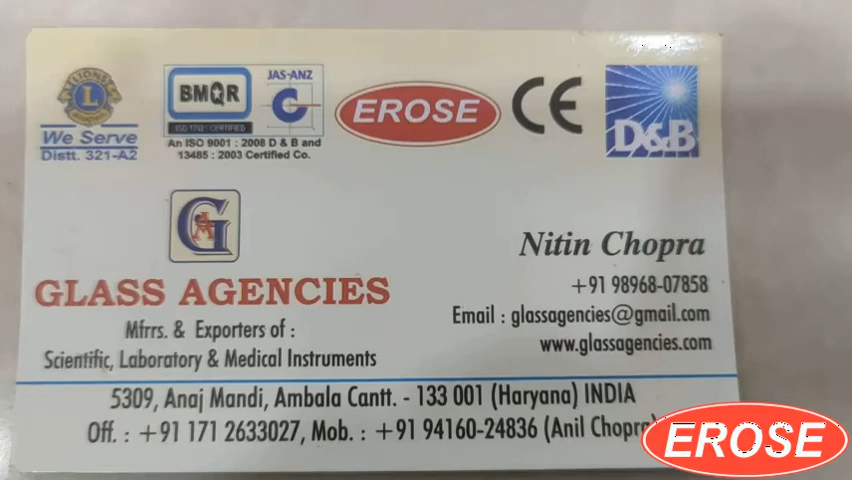 LIONS
L
We Serve
Distt. 321-A2
BMQR
JAS-ANZ
An ISO 9001 : 2008 D & B and
13485 : 2003 Certified Co.
EROSE
CE
D&B
GA
GLASS AGENCIES
Mfrrs. & Exporters of :
Scientific, Laboratory & Medical Instruments
Nitin Chopra
+91 98968-07858
Email : glassagencies@gmail.com
www.glassagencies.com
5309, Anaj Mandi, Ambala Cantt. - 133 001 (Haryana) INDIA
Off. : +91 171 2633027, Mob. : +91 94160-24836 (Anil Chopra)
EROSE